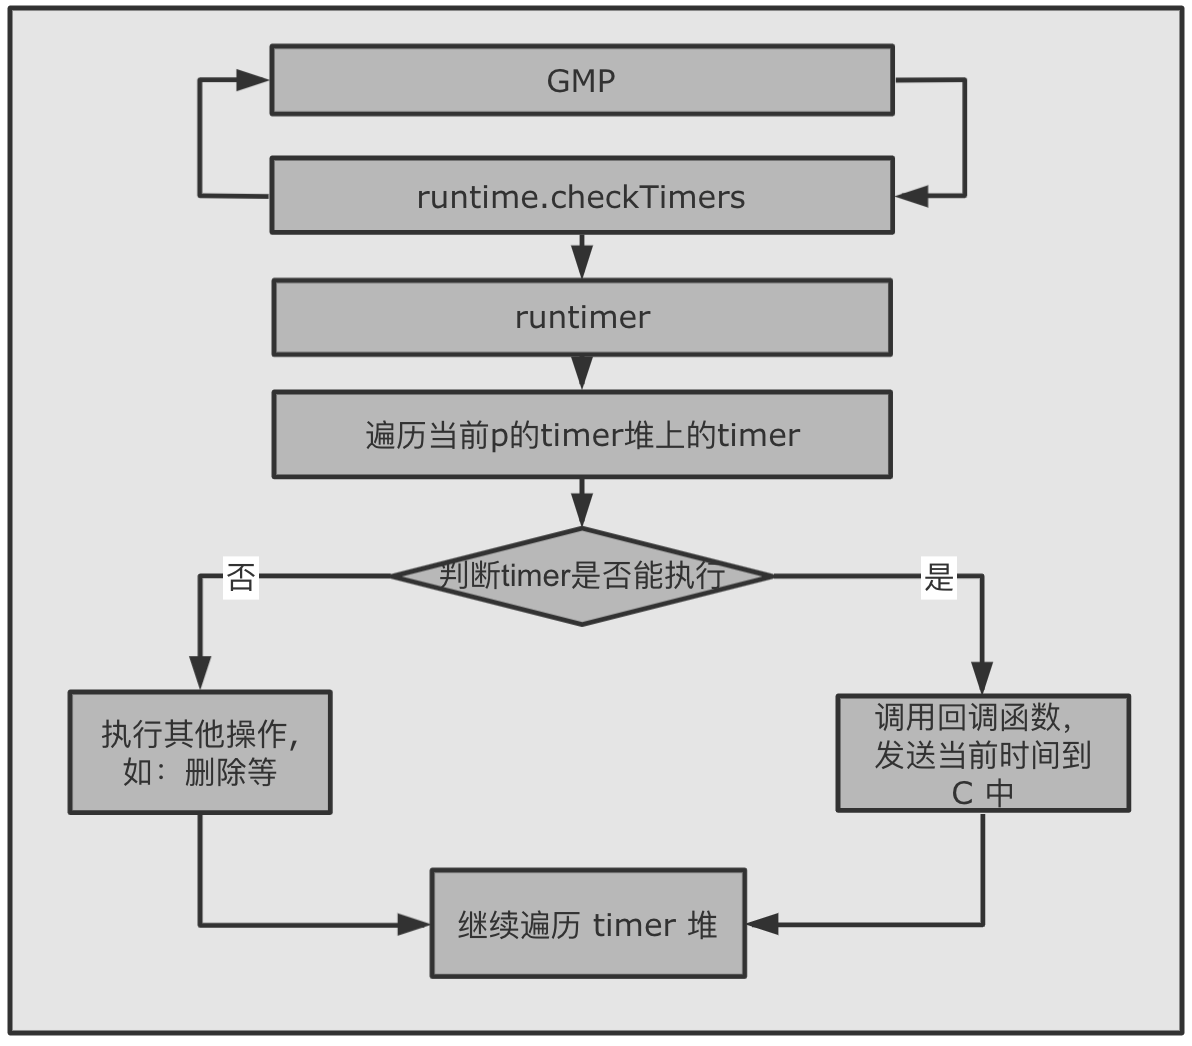 GMP
runtime.checkTimers
runtimer
遍历当前p的timer堆上的timer
判断timer是否能执行
否
是
执行其他操作，
如：删除等
调用回调函数，
发送当前时间到
C 中
继续遍历 timer 堆